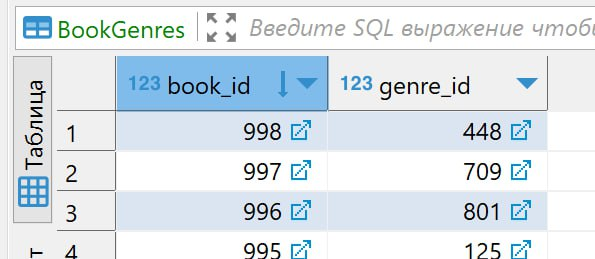 BookGenres Введите SQL выражение чтобы
Таблица
123 book_id 123 genre_id
1 998 448
2 997 709
3 996 801
4 995 125